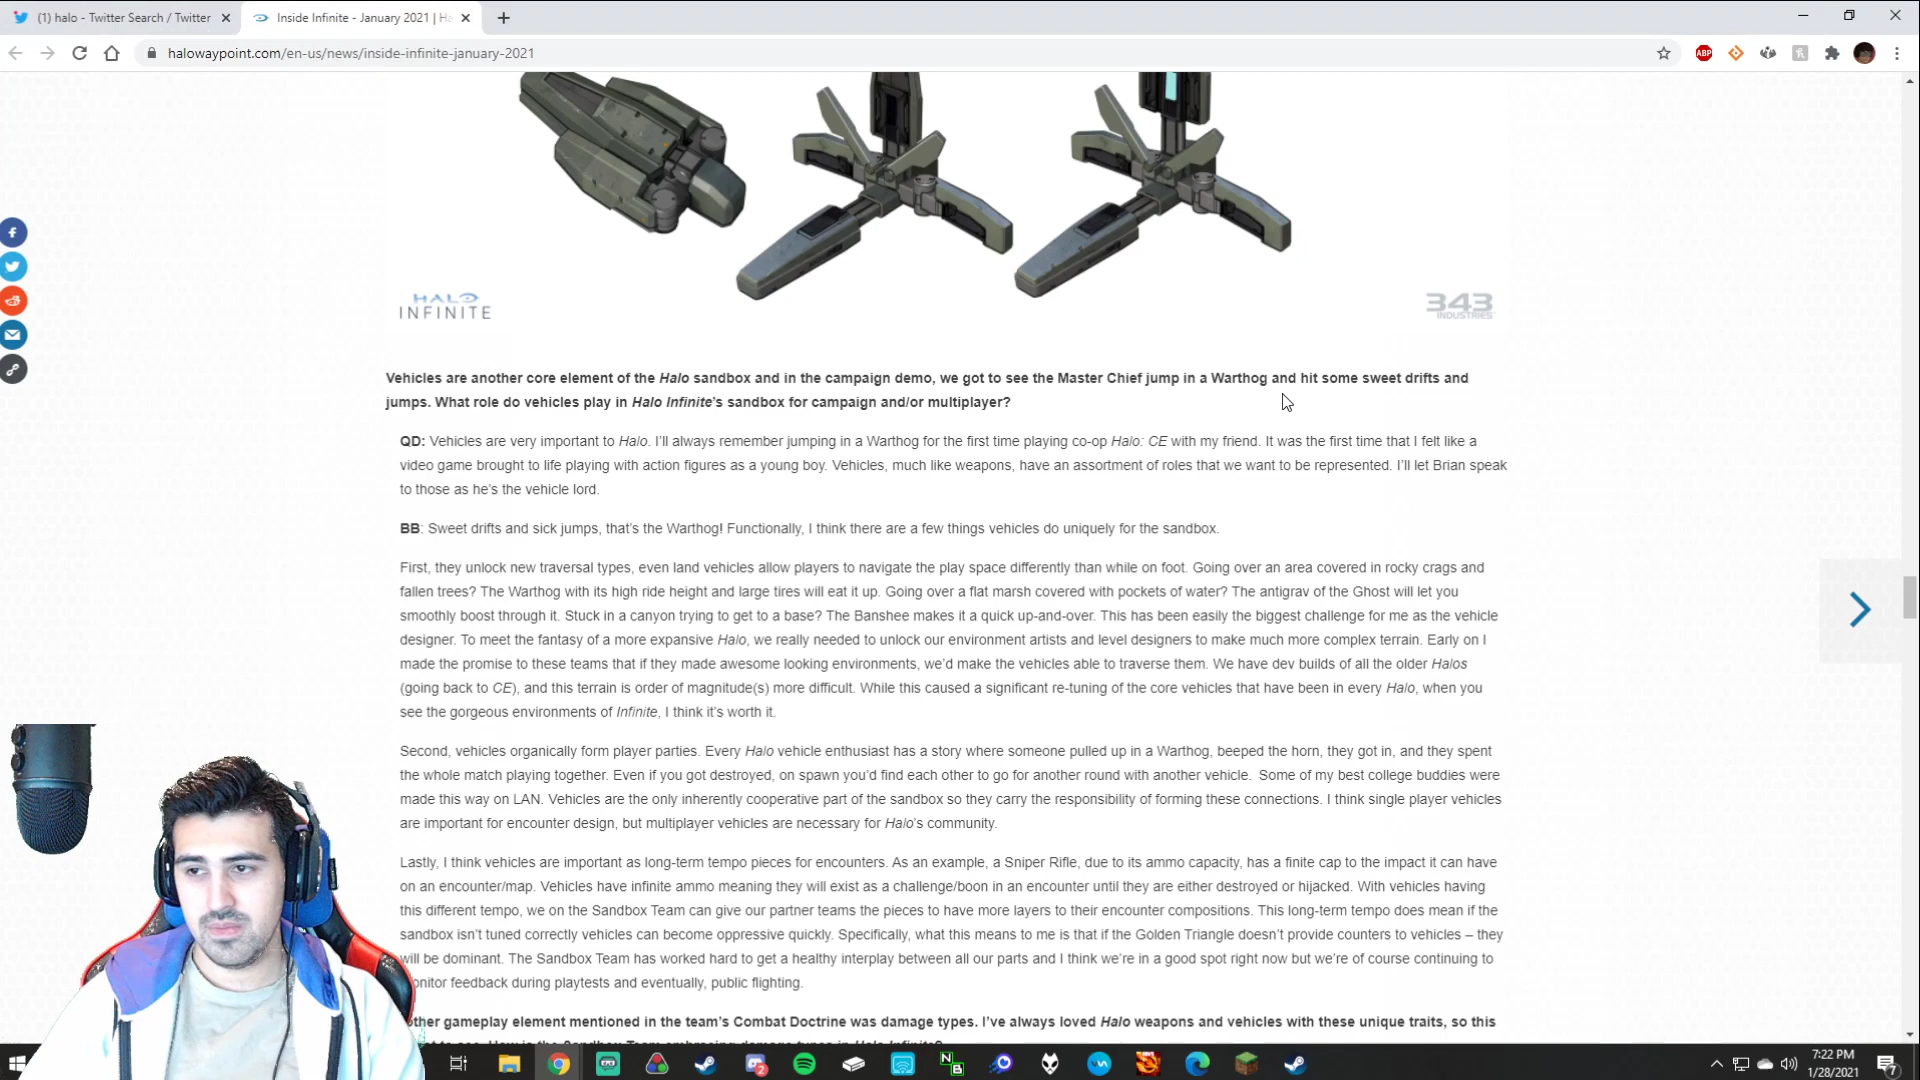 (1) halo - Twitter Search / Twitter
Inside Infinite - January 2021 | Ha
halowaypoint.com/en-us/news/inside-infinite-january-2021
ABP
HALO
INFINITE
343
INDUSTRIES
Vehicles are another core element of the Halo sandbox and in the campaign demo, we got to see the Master Chief jump in a Warthog and hit some sweet drifts and
jumps. What role do vehicles play in Halo Infinite's sandbox for campaign and/or multiplayer?
QD: Vehicles are very important to Halo. I'll always remember jumping in a Warthog for the first time playing co-op Halo: CE with my friend. It was the first time that I felt like a
video game brought to life playing with action figures as a young boy. Vehicles, much like weapons, have an assortment of roles that we want to be represented. I'll let Brian speak
to those as he's the vehicle lord.
BB: Sweet drifts and sick jumps, that's the Warthog! Functionally, I think there are a few things vehicles do uniquely for the sandbox.
First, they unlock new traversal types, even land vehicles allow players to navigate the play space differently than while on foot. Going over an area covered in rocky crags and
fallen trees? The Warthog with its high ride height and large tires will eat it up. Going over a flat marsh covered with pockets of water? The antigrav of the Ghost will let you
smoothly boost through it. Stuck in a canyon trying to get to a base? The Banshee makes it a quick up-and-over. This has been easily the biggest challenge for me as the vehicle
designer. To meet the fantasy of a more expansive Halo, we really needed to unlock our environment artists and level designers to make much more complex terrain. Early on I
made the promise to these teams that if they made awesome looking environments, we'd make the vehicles able to traverse them. We have dev builds of all the older Halos
(going back to CE), and this terrain is order of magnitude(s) more difficult. While this caused a significant re-tuning of the core vehicles that have been in every Halo, when you
see the gorgeous environments of Infinite, I think it's worth it.
Second, vehicles organically form player parties. Every Halo vehicle enthusiast has a story where someone pulled up in a Warthog, beeped the horn, they got in, and they spent
the whole match playing together. Even if you got destroyed, on spawn you'd find each other to go for another round with another vehicle. Some of my best college buddies were
made this way on LAN. Vehicles are the only inherently cooperative part of the sandbox so they carry the responsibility of forming these connections. I think single player vehicles
are important for encounter design, but multiplayer vehicles are necessary for Halo's community.
Lastly, I think vehicles are important as long-term tempo pieces for encounters. As an example, a Sniper Rifle, due to its ammo capacity, has a finite cap to the impact it can have
on an encounter/map. Vehicles have infinite ammo meaning they will exist as a challenge/boon in an encounter until they are either destroyed or hijacked. With vehicles having
this different tempo, we on the Sandbox Team can give our partner teams the pieces to have more layers to their encounter compositions. This long-term tempo does mean if the
sandbox isn't tuned correctly vehicles can become oppressive quickly. Specifically, what this means to me is that if the Golden Triangle doesn't provide counters to vehicles – they
will be dominant. The Sandbox Team has worked hard to get a healthy interplay between all our parts and I think we're in a good spot right now but we're of course continuing to
onitor feedback during playtests and eventually, public flighting.
other gameplay element mentioned in the team's Combat Doctrine was damage types. I've always loved Halo weapons and vehicles with these unique traits, so this
7:22 PM
1/28/2021